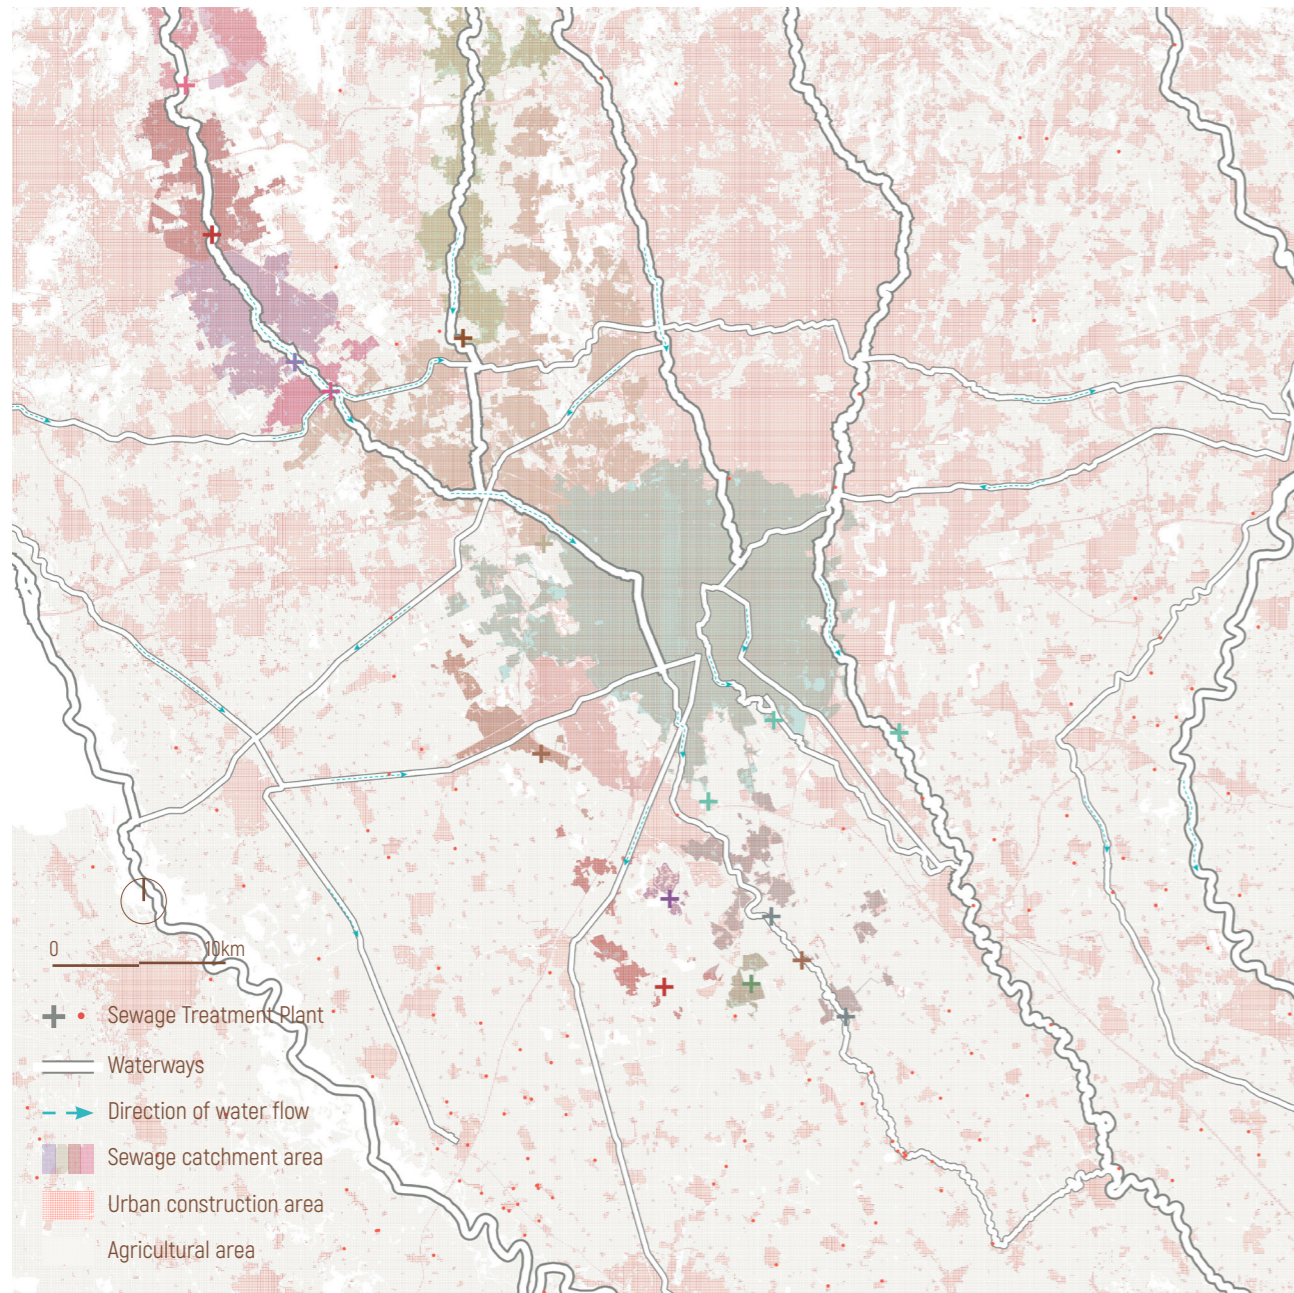 0 10km
Sewage Treatment Plant
Waterways
Direction of water flow
Sewage catchment area
Urban construction area
Agricultural area